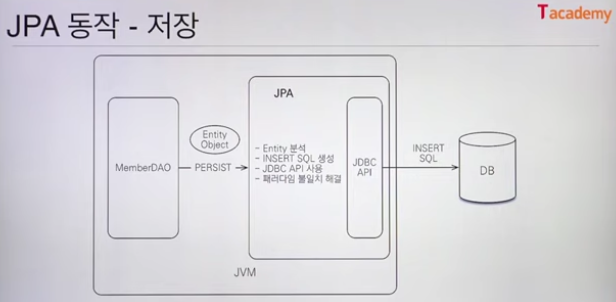 JPA 동작 - 저장
Tacademy
JPA
Entity
Object
MemberDAO
PERSIST
- Entity 분석
- INSERT SQL 생성
- JDBC API 사용
- 패러다임 불일치 해결
JDBC
API
INSERT
SQL
DB
JVM